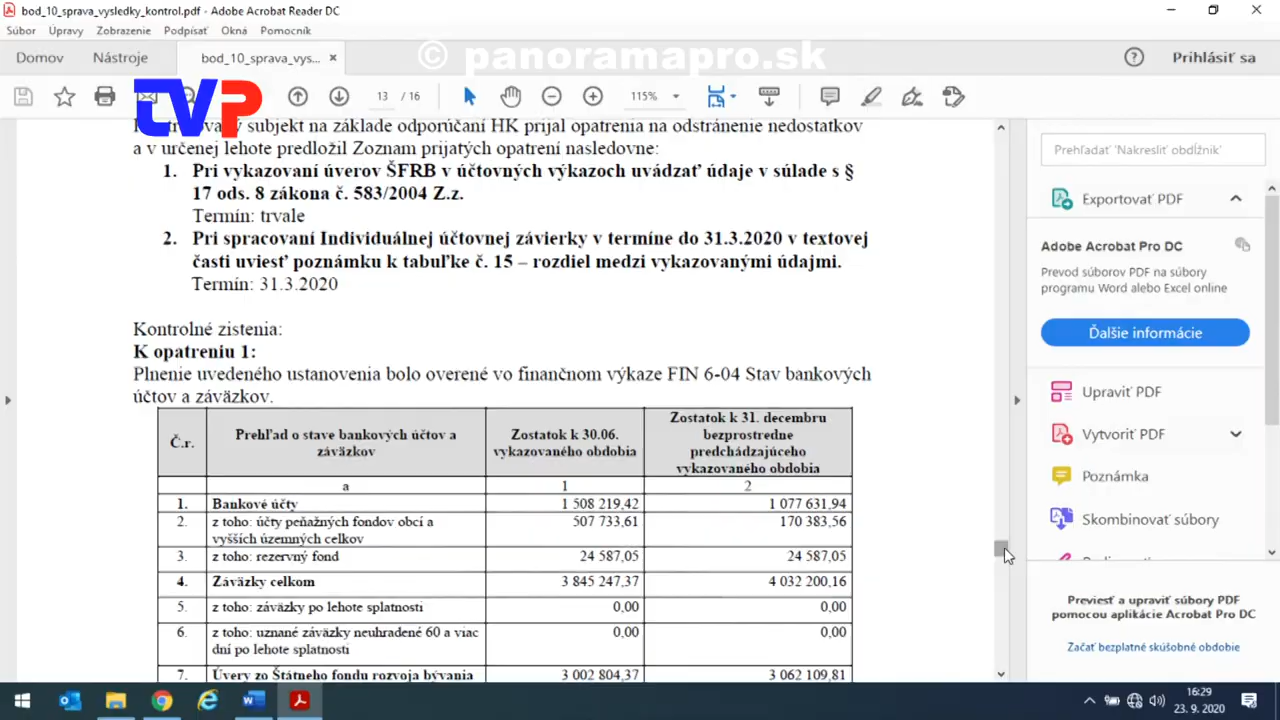 bod_10_sprava_vysledky_kontrol.pdf - Adobe Acrobat Reader DC
Súbor Úpravy Zobrazenie Podpísať Okná Pomocník
Domov Nástroje bod_10_sprava_vys... × Prihlásiť sa
© panoramapro.sk
TVP
13 / 16 115%
subjekt na základe odporúčaní HK prijal opatrenia na odstránenie nedostatkov
a v určenej lehote predložil Zoznam prijatých opatrení nasledovne:
1. Pri vykazovaní úverov ŠFRB v účtovných výkazoch uvádzať údaje v súlade s §
17 ods. 8 zákona č. 583/2004 Z.z.
Termín: trvale
2. Pri spracovaní Individuálnej účtovnej závierky v termíne do 31.3.2020 v textovej
časti uviesť poznámku k tabuľke č. 15 – rozdiel medzi vykazovanými údajmi.
Termín: 31.3.2020
Kontrolné zistenia:
K opatreniu 1:
Plnenie uvedeného ustanovenia bolo overené vo finančnom výkaze FIN 6-04 Stav bankových
účtov a záväzkov.
Č.r. Prehľad o stave bankových účtov a záväzkov Zostatok k 30.06. vykazovaného obdobia Zostatok k 31. decembru bezprostredne predchádzajúceho vykazovaného obdobia
a 1 2
1. Bankové účty 1 508 219,42 1 077 631,94
2. z toho: účty peňažných fondov obcí a vyšších územných celkov 507 733,61 170 383,56
3. z toho: rezervný fond 24 587,05 24 587,05
4. Záväzky celkom 3 845 247,37 4 032 200,16
5. z toho: záväzky po lehote splatnosti 0,00 0,00
6. z toho: uznané záväzky neuhradené 60 a viac dní po lehote splatnosti 0,00 0,00
7. Úvery zo Štátneho fondu rozvoja bývania 3 002 804,37 3 062 109,81
Prehľadať 'Nakresliť obdĺžnik'
Exportovať PDF
Adobe Acrobat Pro DC
Prevod súborov PDF na súbory
programu Word alebo Excel online
Ďalšie informácie
Upraviť PDF
Vytvoriť PDF
Poznámka
Skombinovať súbory
Previesť a upraviť súbory PDF
pomocou aplikácie Acrobat Pro DC
Začať bezplatné skúšobné obdobie
16:29
23. 9. 2020